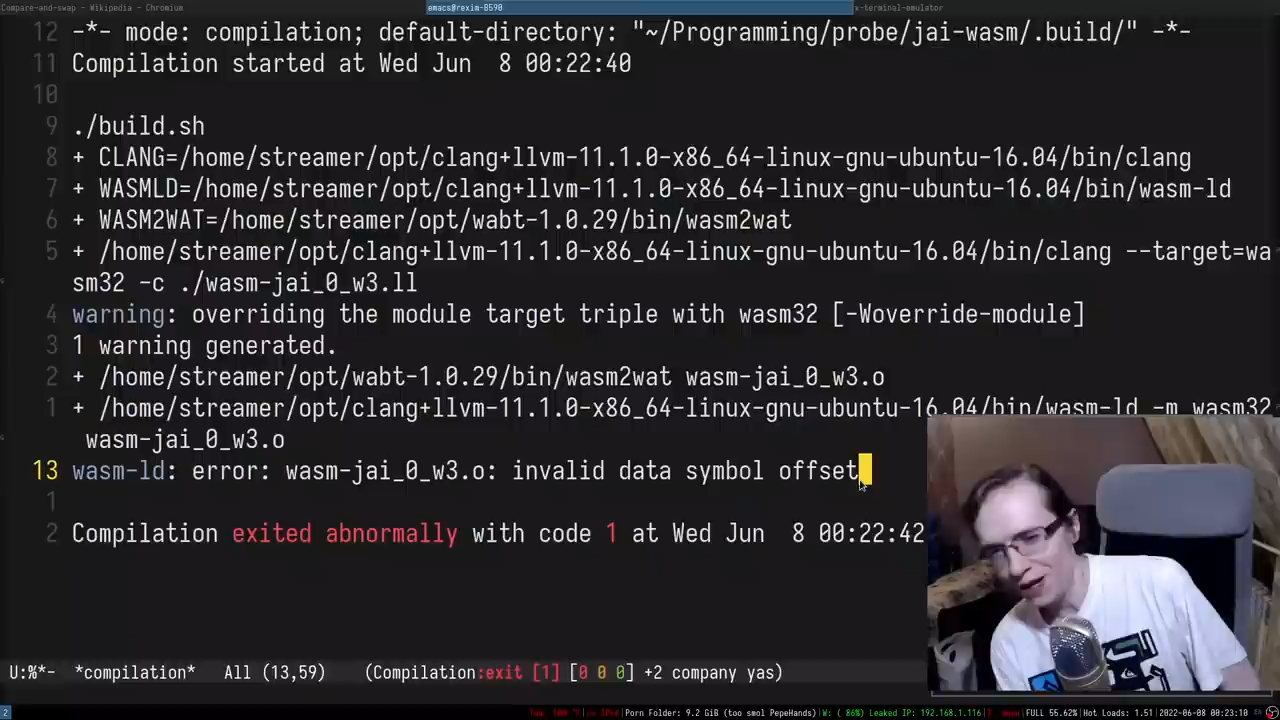 Compare-and-swap - Wikipedia - Chromium
emacs@rexim-B590
x-terminal-emulator
12 -*- mode: compilation; default-directory: "~/Programming/probe/jai-wasm/.build/" -*-
11 Compilation started at Wed Jun  8 00:22:40
10
9 ./build.sh
8 + CLANG=/home/streamer/opt/clang+llvm-11.1.0-x86_64-linux-gnu-ubuntu-16.04/bin/clang
7 + WASMLD=/home/streamer/opt/clang+llvm-11.1.0-x86_64-linux-gnu-ubuntu-16.04/bin/wasm-ld
6 + WASM2WAT=/home/streamer/opt/wabt-1.0.29/bin/wasm2wat
5 + /home/streamer/opt/clang+llvm-11.1.0-x86_64-linux-gnu-ubuntu-16.04/bin/clang --target=wa
sm32 -c ./wasm-jai_0_w3.ll
4 warning: overriding the module target triple with wasm32 [-Woverride-module]
3 1 warning generated.
2 + /home/streamer/opt/wabt-1.0.29/bin/wasm2wat wasm-jai_0_w3.o
1 + /home/streamer/opt/clang+llvm-11.1.0-x86_64-linux-gnu-ubuntu-16.04/bin/wasm-ld -m wasm32
wasm-jai_0_w3.o
13 wasm-ld: error: wasm-jai_0_w3.o: invalid data symbol offset
1
2 Compilation exited abnormally with code 1 at Wed Jun  8 00:22:42
U:%*-  *compilation*   All (13,59)    (Compilation:exit [1] [0 0 0] +2 company yas)
2
Porn Folder: 9.2 GiB (too smol PepeHands) W: ( 86%) Leaked IP: 192.168.1.116 FULL 55.62% Hot Loads: 1.51 2022-06-08 00:23:10